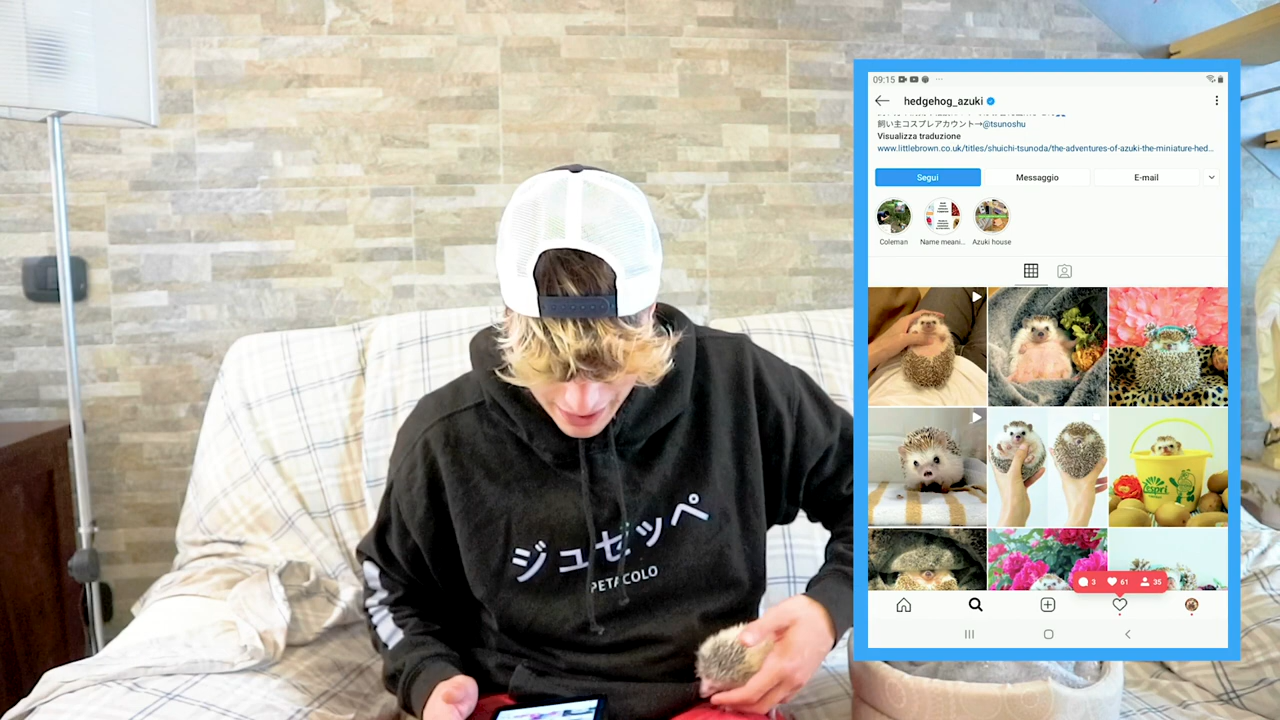 ジュゼッペ
PETA COLO
09:15
hedgehog_azuki
飼い主コスプレアカウント→@tsunoshu
Visualizza traduzione
www.littlebrown.co.uk/titles/shuichi-tsunoda/the-adventures-of-azuki-the-miniature-hed...
Segui
Messaggio
E-mail
Coleman
Name meani...
Azuki house
3
61
35